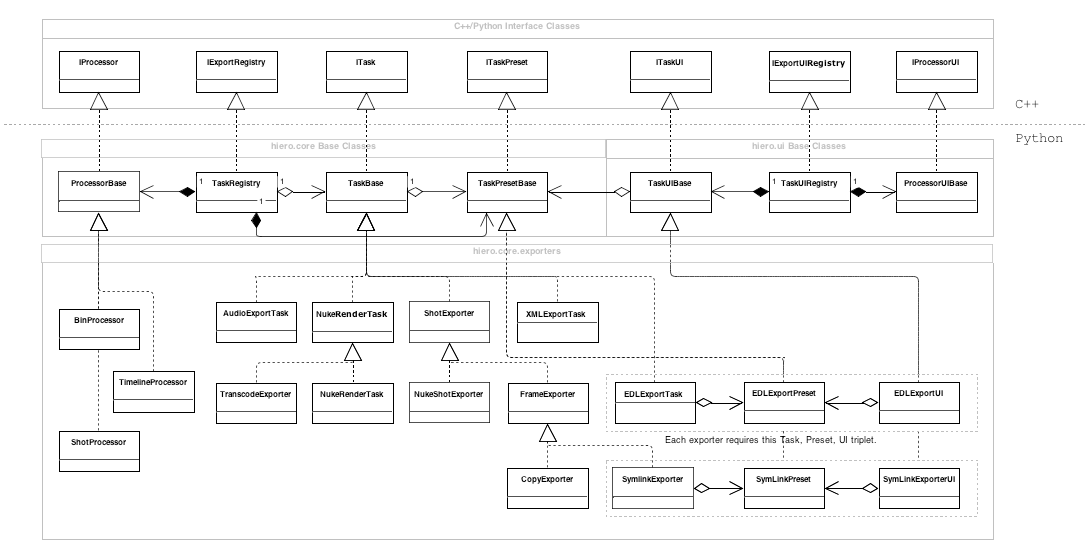 C++/Python Interface Classes
IProcessor IExportRegistry ITask ITaskPreset ITaskUI IExportUIRegistry IProcessorUI
C++
Python
hiero.core Base Classes hiero.ui Base Classes
ProcessorBase 1 TaskRegistry 1 TaskBase 1 TaskPresetBase TaskUIBase 1 TaskUIRegistry 1 ProcessorUIBase
1
hiero.core.exporters
BinProcessor AudioExportTask NukeRenderTask ShotExporter XMLExportTask
TimelineProcessor TranscodeExporter NukeRenderTask NukeShotExporter FrameExporter EDLExportTask EDLExportPreset EDLExportUI
ShotProcessor Each exporter requires this Task, Preset, UI triplet.
CopyExporter SymlinkExporter SymLinkPreset SymLinkExporterUI